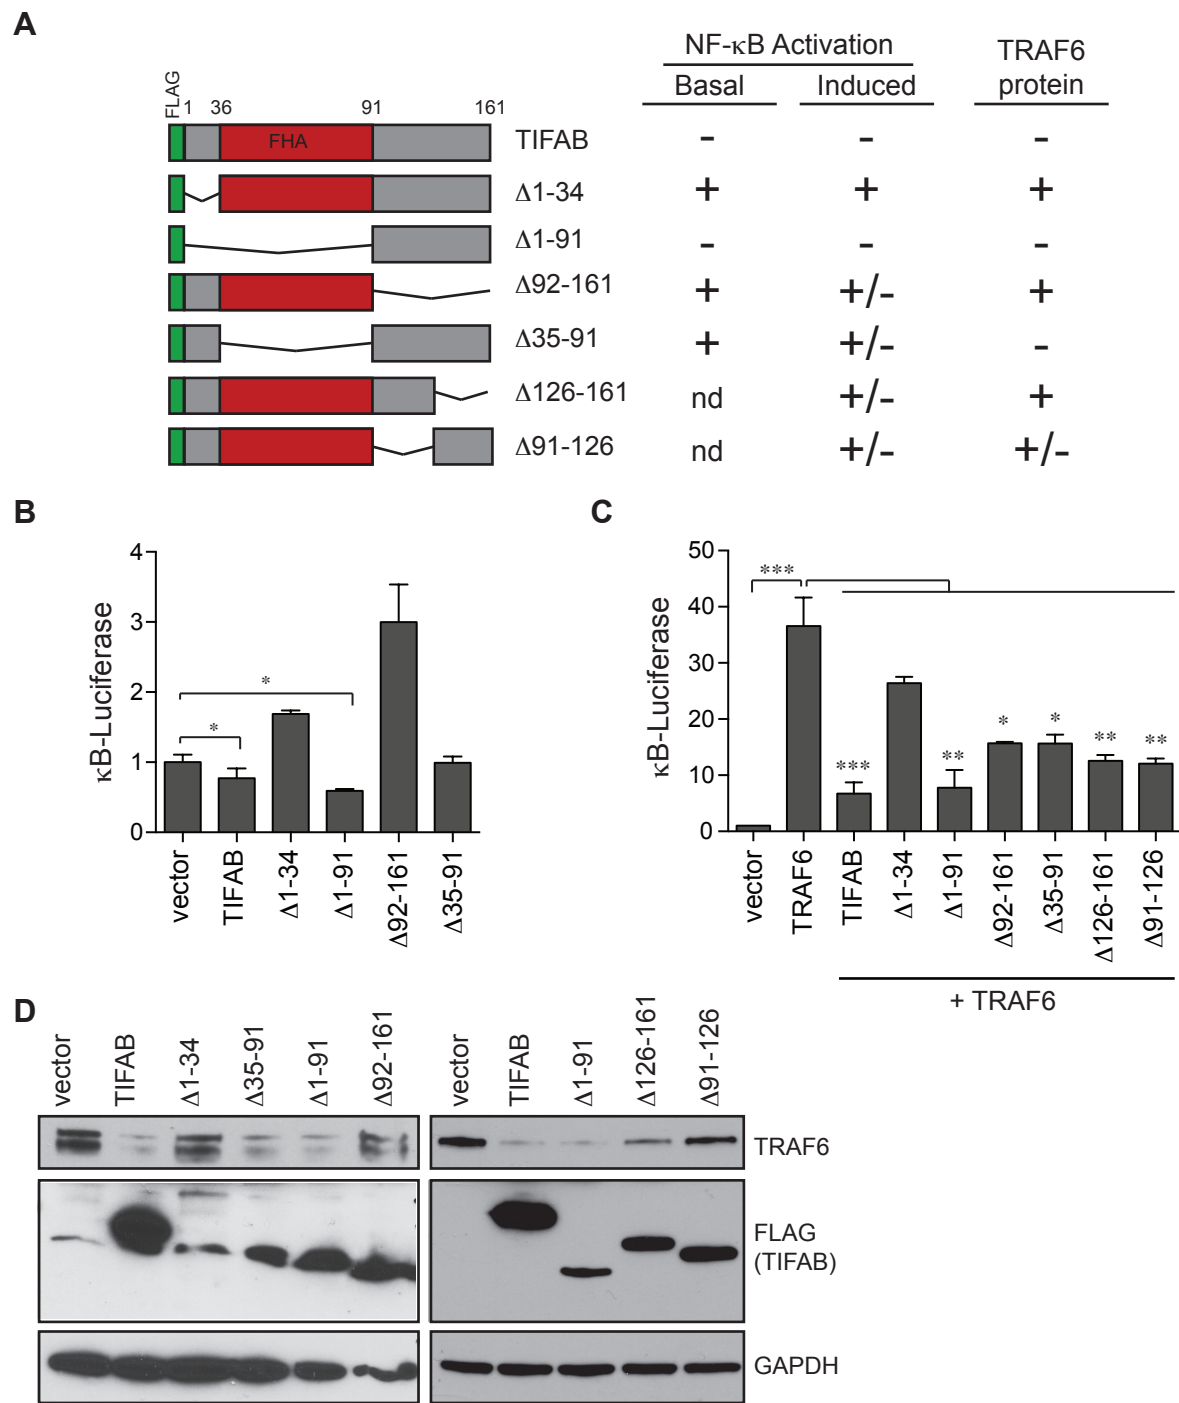 A
NF-κB Activation
TRAF6
protein
Basal
Induced
FLAG
1 36 91 161
FHA
TIFAB - - -
Δ1-34 + + +
Δ1-91 - - -
Δ92-161 + +/- +
Δ35-91 + +/- -
Δ126-161 nd +/- +
Δ91-126 nd +/- +/-
B
κB-Luciferase
4
3
2
1
0
*
*
vector
TIFAB
Δ1-34
Δ1-91
Δ92-161
Δ35-91
C
κB-Luciferase
50
40
30
20
10
0
***
*** ** * * ** **
vector
TRAF6
TIFAB
Δ1-34
Δ1-91
Δ92-161
Δ35-91
Δ126-161
Δ91-126
+ TRAF6
D
vector
TIFAB
Δ1-34
Δ35-91
Δ1-91
Δ92-161
vector
TIFAB
Δ1-91
Δ126-161
Δ91-126
TRAF6
FLAG
(TIFAB)
GAPDH